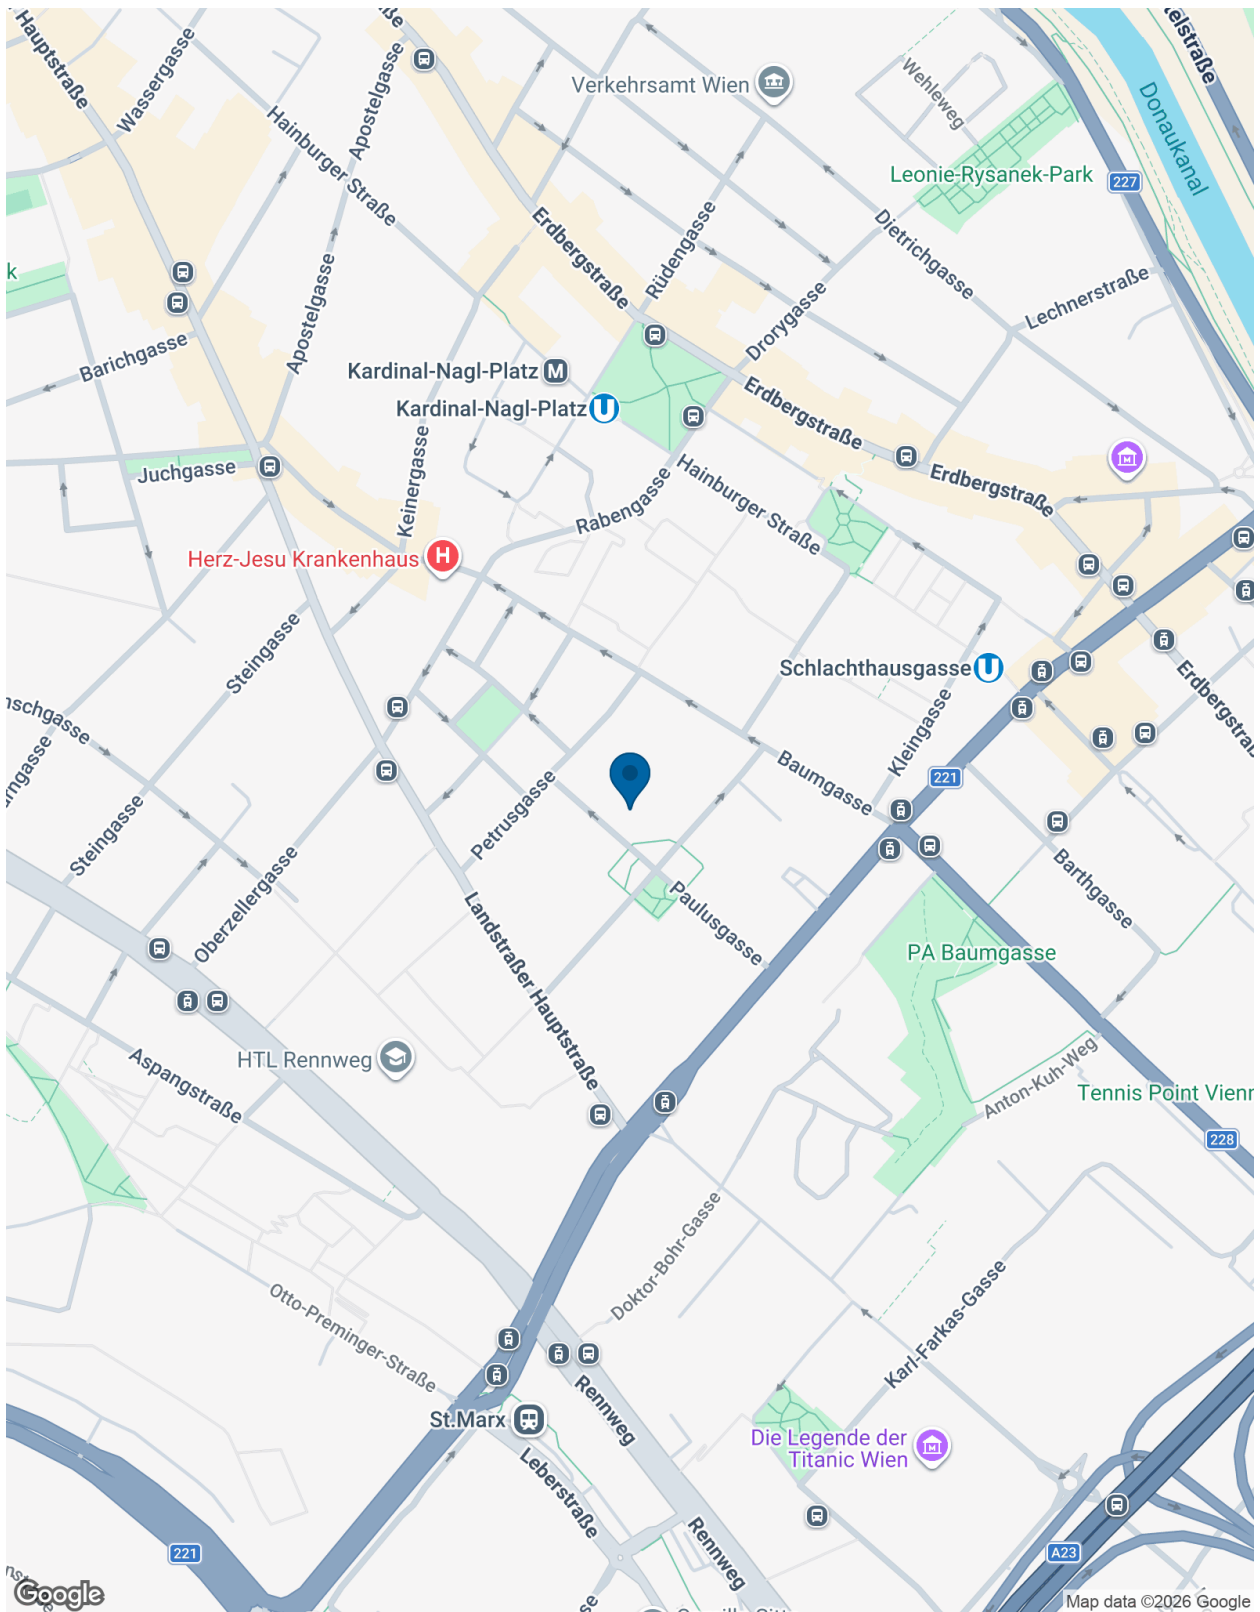 Hauptstraße
Wassergasse
Apostelgasse
Hainburger Straße
Verkehrsamt Wien
Wehleweg
Donaukanal
Leonie-Rysanek-Park
227
Erdbergstraße
Rüdengasse
Dietrichgasse
Drorygasse
Lechnerstraße
k
Apostelgasse
Barichgasse
Kardinal-Nagl-Platz
M
Kardinal-Nagl-Platz
U
Erdbergstraße
Juchgasse
Keinergasse
Hainburger Straße
Rabengasse
Erdbergstraße
Herz-Jesu Krankenhaus
H
Steingasse
Schlachthausgasse
U
Erdbergstraße
nschgasse
Kleingasse
Baumgasse
221
Steingasse
Petrusgasse
Oberzellergasse
Paulusgasse
Barthgasse
Landstraßer Hauptstraße
PA Baumgasse
HTL Rennweg
Aspangstraße
Anton-Kuh-Weg
Tennis Point Vienn
228
Doktor-Bohr-Gasse
Otto-Preminger-Straße
Karl-Farkas-Gasse
Rennweg
St.Marx
Die Legende der
Titanic Wien
Leberstraße
Rennweg
221
A23
Google
Map data ©2026 Google